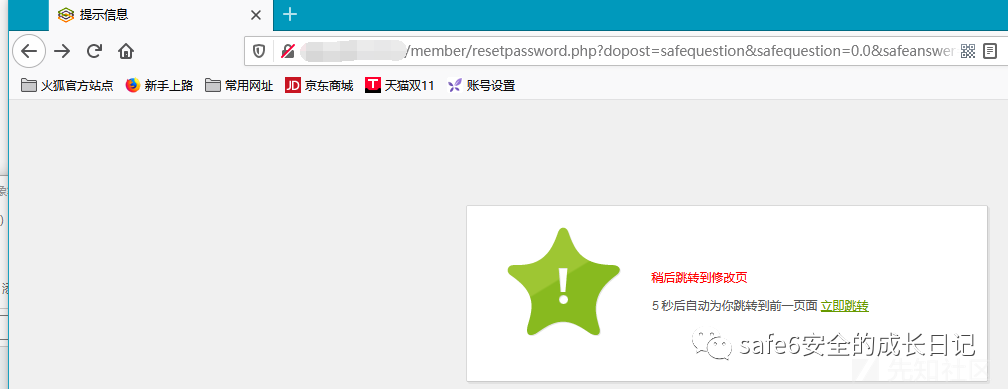 提示信息
/member/resetpassword.php?dopost=safequestion&safequestion=0.0&safeanswer
火狐官方站点 新手上路 常用网址 JD 京东商城 T 天猫双11 账号设置
稍后跳转到修改页
5 秒后自动为你跳转到前一页面 立即跳转
safe6安全的成长日记
先知社区